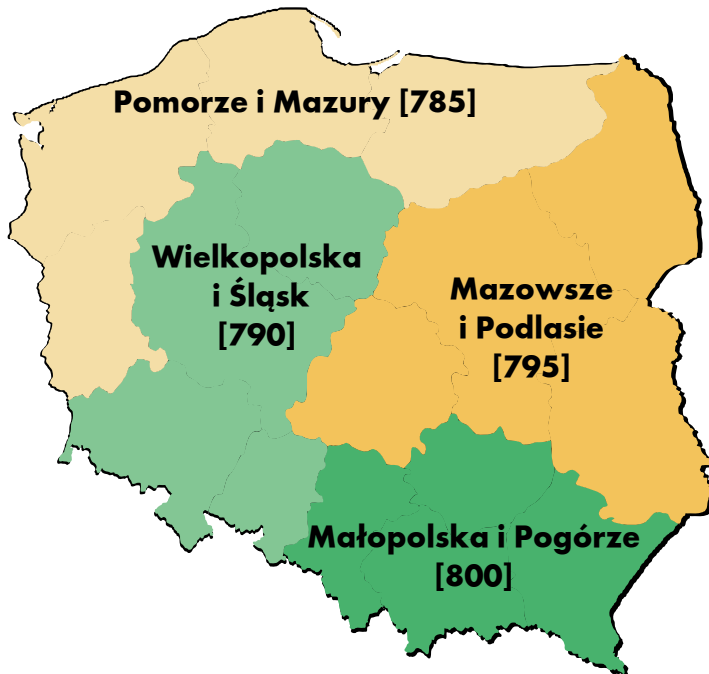 Pomorze i Mazury [785]
Wielkopolska
i Śląsk
[790]
Mazowsze
i Podlasie
[795]
Małopolska i Pogórze
[800]